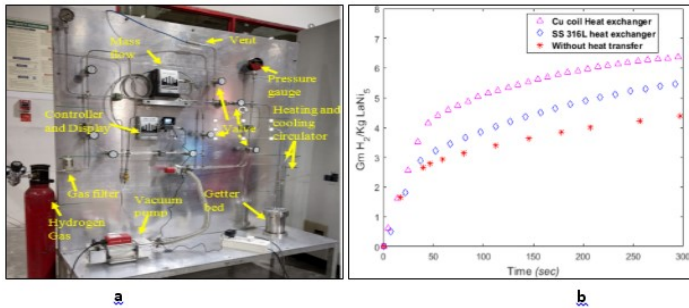 Mass
flow
Vent
Pressure
gauge
Controller
and Display
Valve
Heating and
cooling
circulator
Gas filter
Vacuum
pump
Getter
bed
Hydrogen
Gas
a
Cu coil Heat exchanger
SS 316L heat exchanger
Without heat transfer
Gm H2/Kg LaNi5
8
7
6
5
4
3
2
1
0
0 50 100 150 200 250 300
Time (sec)
b